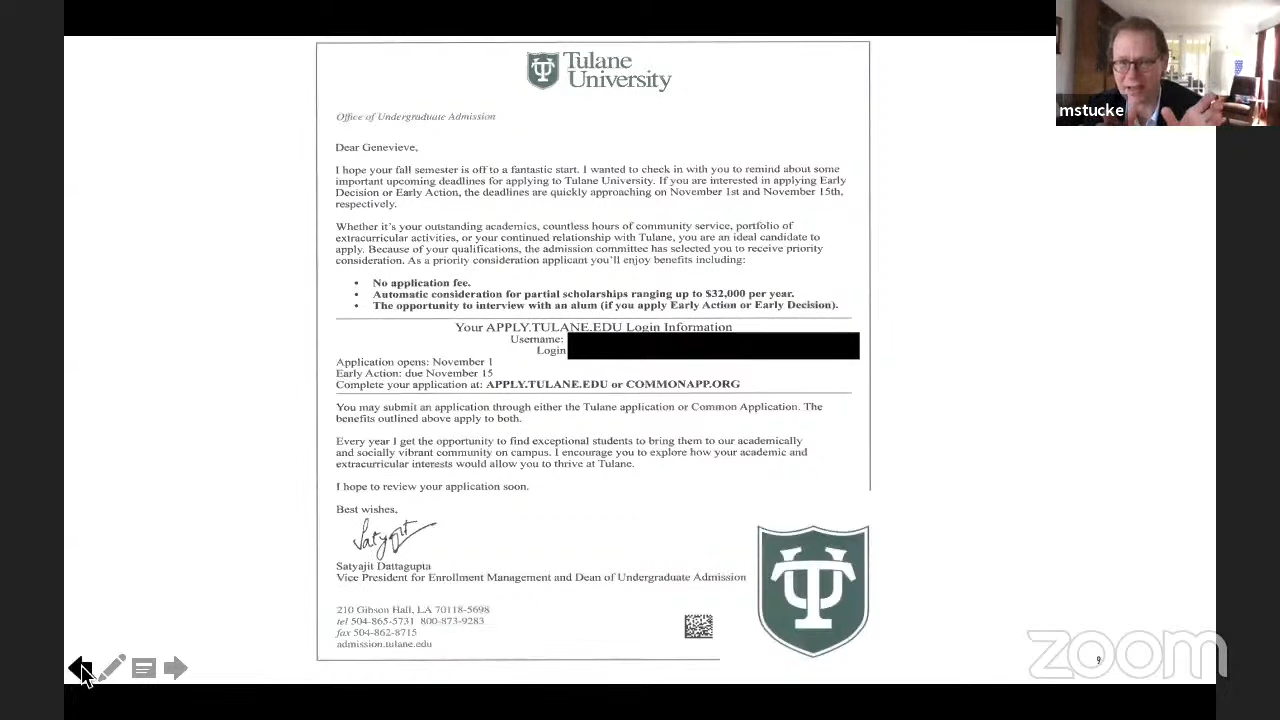 Tulane
University
mstucke
Office of Undergraduate Admission
Dear Genevieve,
I hope your fall semester is off to a fantastic start. I wanted to check in with you to remind about some
important upcoming deadlines for applying to Tulane University. If you are interested in applying Early
Decision or Early Action, the deadlines are quickly approaching on November 1st and November 15th,
respectively.
Whether it's your outstanding academics, countless hours of community service, portfolio of
extracurricular activities, or your continued relationship with Tulane, you are an ideal candidate to
apply. Because of your qualifications, the admission committee has selected you to receive priority
consideration. As a priority consideration applicant you'll enjoy benefits including:
• No application fee.
• Automatic consideration for partial scholarships ranging up to $32,000 per year.
• The opportunity to interview with an alum (if you apply Early Action or Early Decision).
Your APPLY.TULANE.EDU Login Information
Username:
Login
Application opens: November 1
Early Action: due November 15
Complete your application at: APPLY.TULANE.EDU or COMMONAPP.ORG
You may submit an application through either the Tulane application or Common Application. The
benefits outlined above apply to both.
Every year I get the opportunity to find exceptional students to bring them to our academically
and socially vibrant community on campus. I encourage you to explore how your academic and
extracurricular interests would allow you to thrive at Tulane.
I hope to review your application soon.
Best wishes,
Satyajit
Satyajit Dattagupta
Vice President for Enrollment Management and Dean of Undergraduate Admission
210 Gibson Hall, LA 70118-5698
tel 504-865-5731 800-873-9283
fax 504-862-8715
admission.tulane.edu
zoom
9